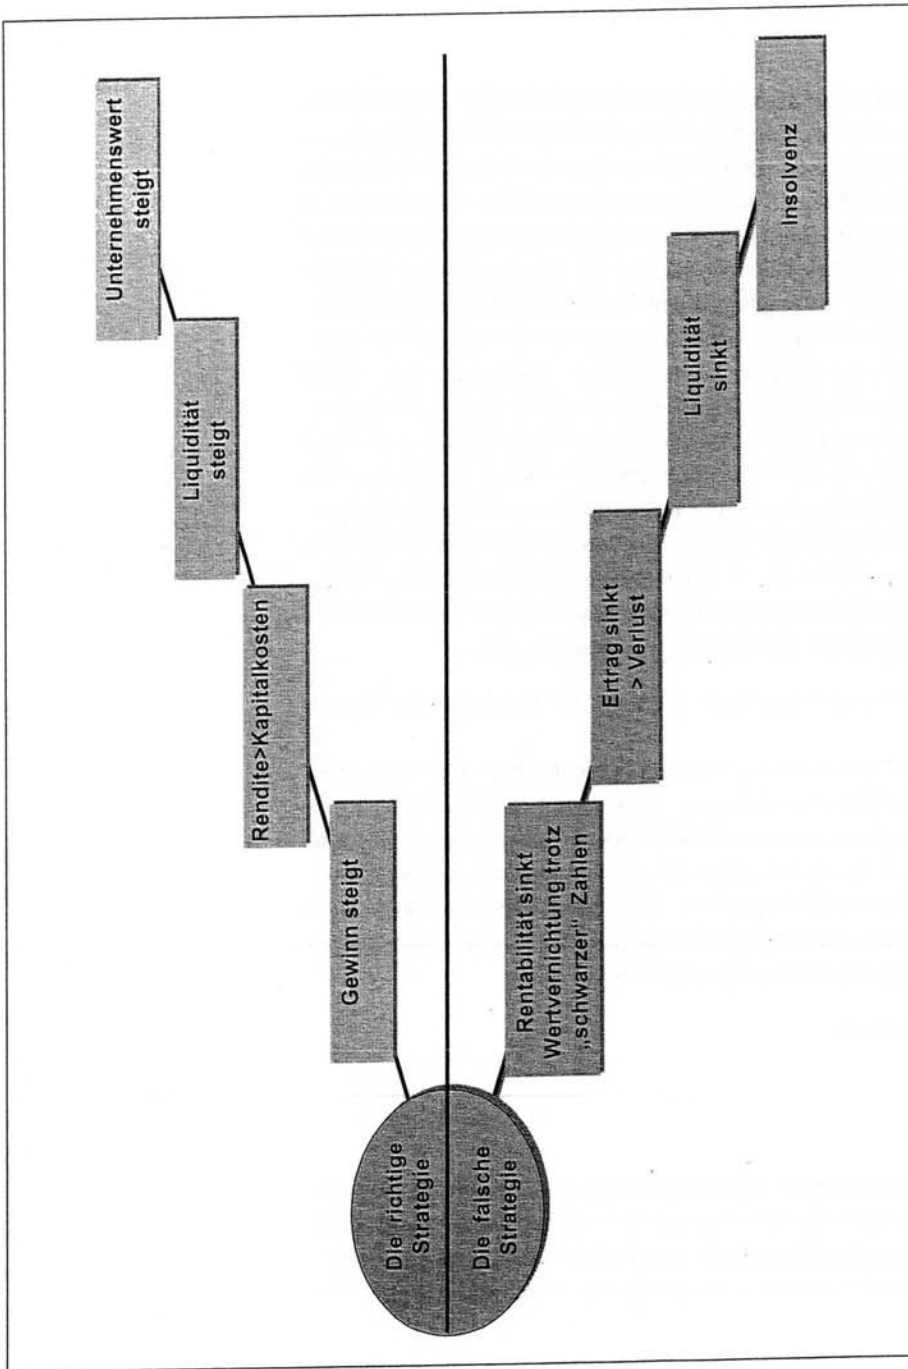 Die richtige
Strategie
Gewinn steigt
Rendite>Kapitalkosten
Liquidität
steigt
Unternehmenswert
steigt
Die falsche
Strategie
Rentabilität sinkt
Wertvernichtung trotz
„schwarzer" Zahlen
Ertrag sinkt
> Verlust
Liquidität
sinkt
Insolvenz